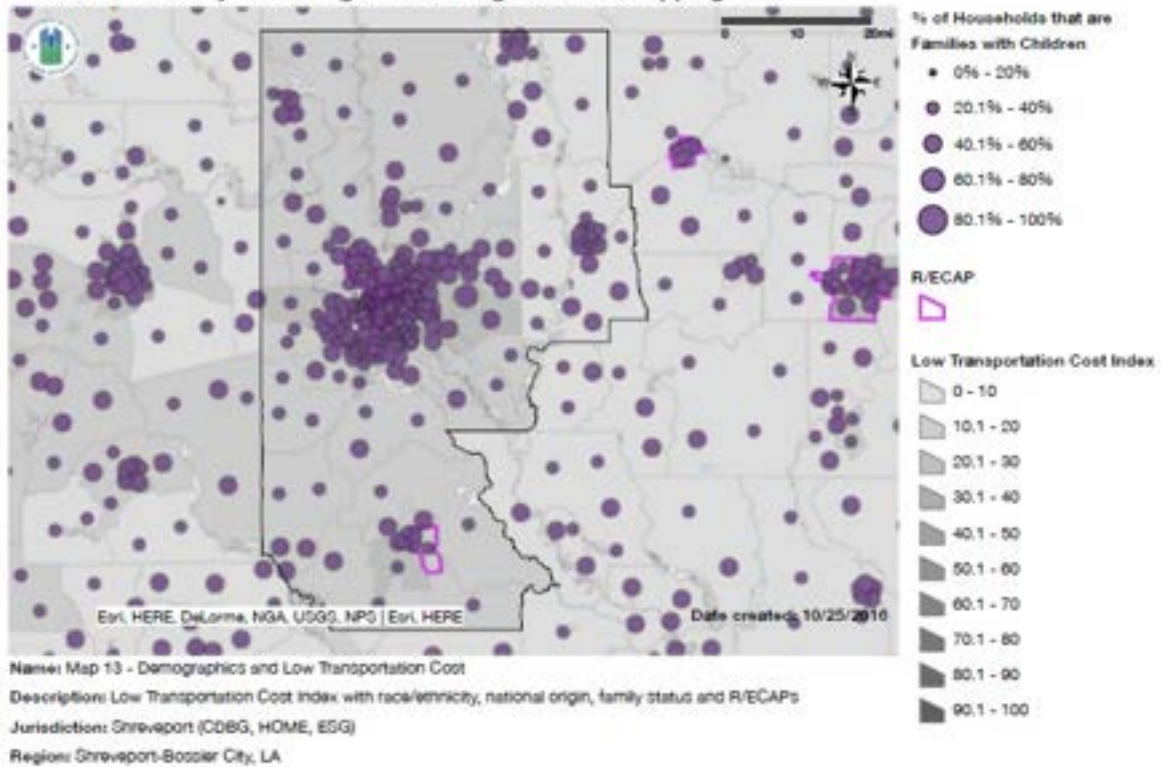 0 10 20mi
% of Households that are
Families with Children
0% - 20%
20.1% - 40%
40.1% - 60%
60.1% - 80%
80.1% - 100%
R/ECAP
Low Transportation Cost Index
0 - 10
10.1 - 20
20.1 - 30
30.1 - 40
40.1 - 50
50.1 - 60
60.1 - 70
70.1 - 80
80.1 - 90
90.1 - 100
Esri, HERE, DeLorme, NGA, USGS, NPS | Esri, HERE
Date created: 10/25/2016
Name: Map 13 - Demographics and Low Transportation Cost
Description: Low Transportation Cost Index with race/ethnicity, national origin, family status and R/ECAPs
Jurisdiction: Shreveport (CDBG, HOME, ESG)
Region: Shreveport-Bossier City, LA